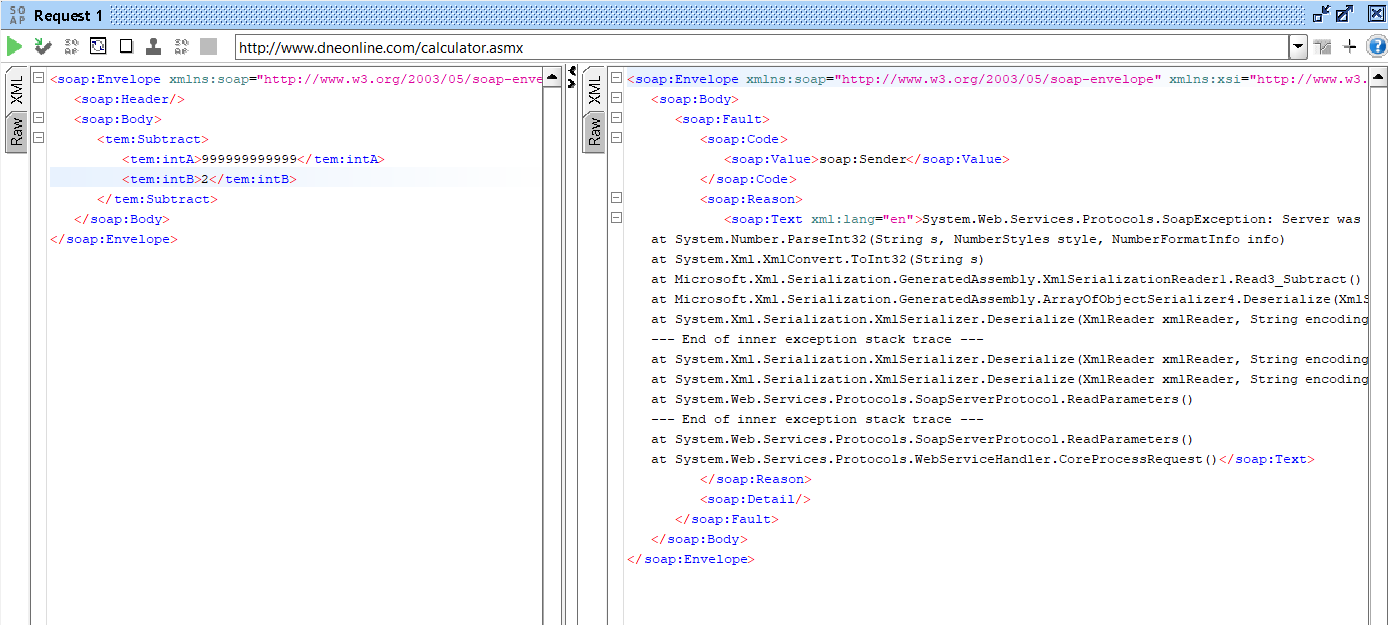 SO
AP
Request 1
SO
AP
SO
AP
http://www.dneonline.com/calculator.asmx
XML
Raw
<soap:Envelope xmlns:soap="http://www.w3.org/2003/05/soap-enve
<soap:Header/>
<soap:Body>
<tem:Subtract>
<tem:intA>999999999999</tem:intA>
<tem:intB>2</tem:intB>
</tem:Subtract>
</soap:Body>
</soap:Envelope>
XML
Raw
<soap:Envelope xmlns:soap="http://www.w3.org/2003/05/soap-envelope" xmlns:xsi="http://www.w3.
<soap:Body>
<soap:Fault>
<soap:Code>
<soap:Value>soap:Sender</soap:Value>
</soap:Code>
<soap:Reason>
<soap:Text xml:lang="en">System.Web.Services.Protocols.SoapException: Server was
at System.Number.ParseInt32(String s, NumberStyles style, NumberFormatInfo info)
at System.Xml.XmlConvert.ToInt32(String s)
at Microsoft.Xml.Serialization.GeneratedAssembly.XmlSerializationReader1.Read3_Subtract()
at Microsoft.Xml.Serialization.GeneratedAssembly.ArrayOfObjectSerializer4.Deserialize(XmlS
at System.Xml.Serialization.XmlSerializer.Deserialize(XmlReader xmlReader, String encoding
--- End of inner exception stack trace ---
at System.Xml.Serialization.XmlSerializer.Deserialize(XmlReader xmlReader, String encoding
at System.Xml.Serialization.XmlSerializer.Deserialize(XmlReader xmlReader, String encoding
at System.Web.Services.Protocols.SoapServerProtocol.ReadParameters()
--- End of inner exception stack trace ---
at System.Web.Services.Protocols.SoapServerProtocol.ReadParameters()
at System.Web.Services.Protocols.WebServiceHandler.CoreProcessRequest()</soap:Text>
</soap:Reason>
<soap:Detail/>
</soap:Fault>
</soap:Body>
</soap:Envelope>